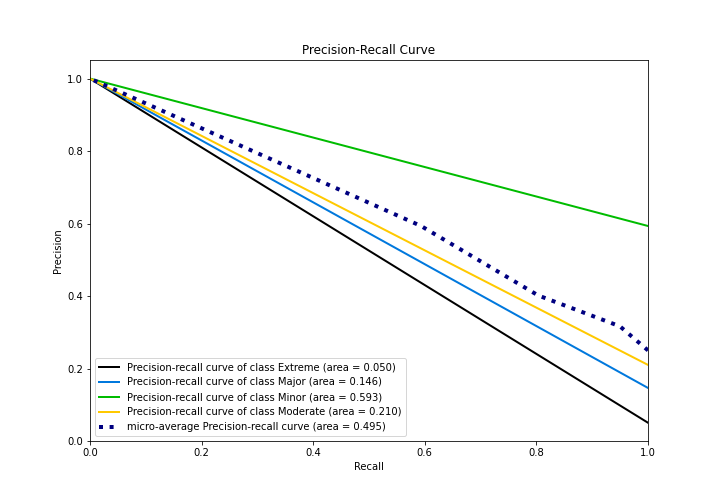 Precision-Recall Curve
1.0
0.8
0.6
0.4
0.2
0.0
Precision
Precision-recall curve of class Extreme (area = 0.050)
Precision-recall curve of class Major (area = 0.146)
Precision-recall curve of class Minor (area = 0.593)
Precision-recall curve of class Moderate (area = 0.210)
micro-average Precision-recall curve (area = 0.495)
0.0 0.2 0.4 0.6 0.8 1.0
Recall